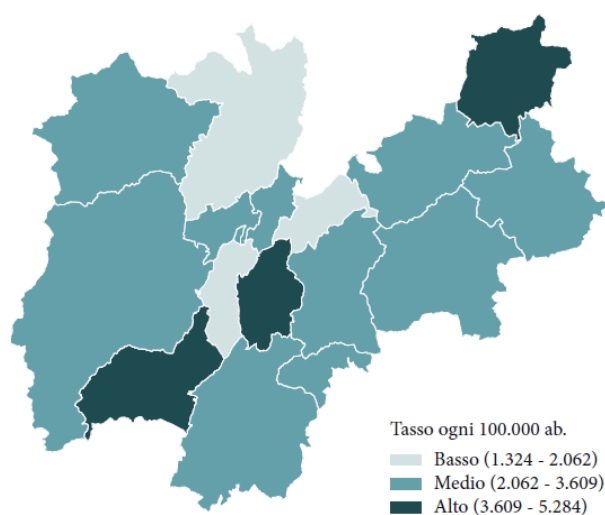 Tasso ogni 100.000 ab.
Basso (1.324 - 2.062)
Medio (2.062 - 3.609)
Alto (3.609 - 5.284)